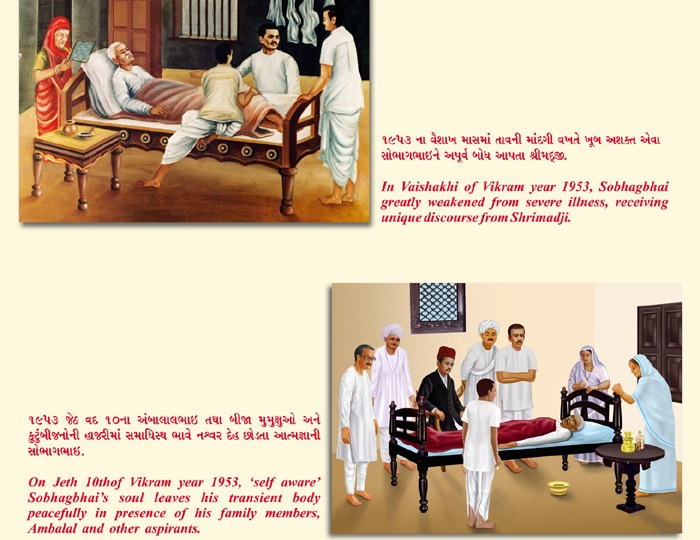 ૧૯૫૩ ના વૈશાખ માસમાં તાવની માંદગી વખતે ખૂબ અશક્ત એવા
સોભાગભાઇને અપૂર્વ બોધ આપતા શ્રીમદ્જી.
In Vaishakhi of Vikram year 1953, Sobhagbhai
greatly weakened from severe illness, receiving
unique discourse from Shrimadji.
૧૯૫૩ જેઠ વદ ૧૦ના અંબાલાલભાઇ તથા બીજા મુમુક્ષુઓ અને
કુટુંબીજનોની હાજરીમાં સમાધિસ્થ ભાવે નશ્વર દેહ છોડતા આત્મજ્ઞાની
સોભાગભાઇ.
On Jeth 10thof Vikram year 1953, ‘self aware’
Sobhagbhai’s soul leaves his transient body
peacefully in presence of his family members,
Ambalal and other aspirants.